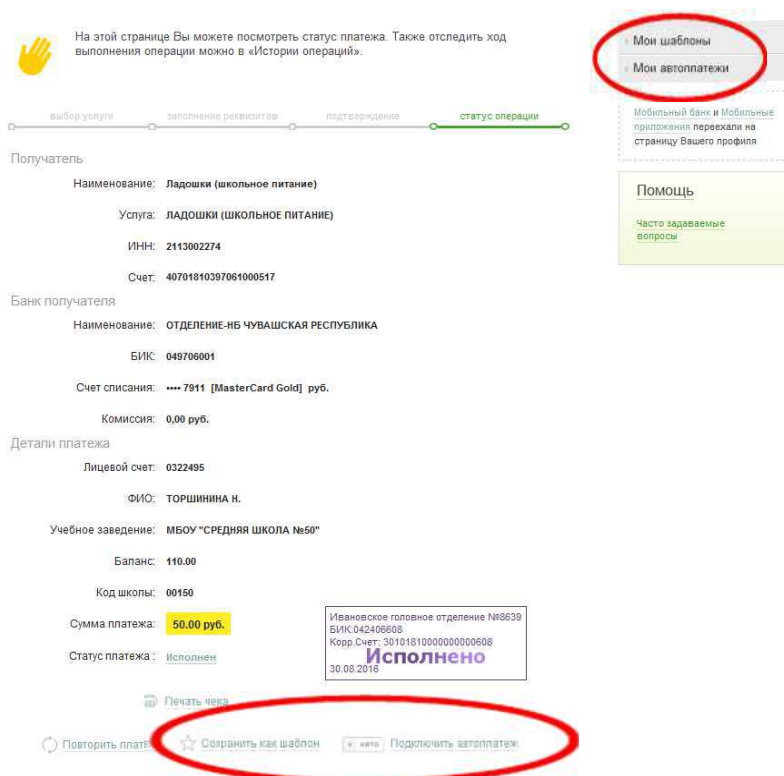 На этой странице Вы можете посмотреть статус платежа. Также отследить ход
выполнения операции можно в «Истории операций».
Мои шаблоны
Мои автоплатежи
Мобильный банк и Мобильные
приложения переехали на
страницу Вашего профиля
Помощь
Часто задаваемые
вопросы
выбор услуги заполнение реквизитов подтверждение статус операции
Получатель
Наименование: Ладошки (школьное питание)
Услуга: ЛАДОШКИ (ШКОЛЬНОЕ ПИТАНИЕ)
ИНН: 2113002274
Счет: 40701810397061000517
Банк получателя
Наименование: ОТДЕЛЕНИЕ-НБ ЧУВАШСКАЯ РЕСПУБЛИКА
БИК: 049706001
Счет списания: •••• 7911 [MasterCard Gold] руб.
Комиссия: 0,00 руб.
Детали платежа
Лицевой счет: 0322495
ФИО: ТОРШИНИНА Н.
Учебное заведение: МБОУ "СРЕДНЯЯ ШКОЛА №50"
Баланс: 110.00
Код школы: 00150
Сумма платежа: 50.00 руб.
Статус платежа : Исполнен
Ивановское головное отделение №8639
БИК:042406608
Корр.Счет: 30101810000000000608
Исполнено
30.08.2016
Печать чека
Повторить плат
Сохранить как шаблон
авто Подключить автоплатеж